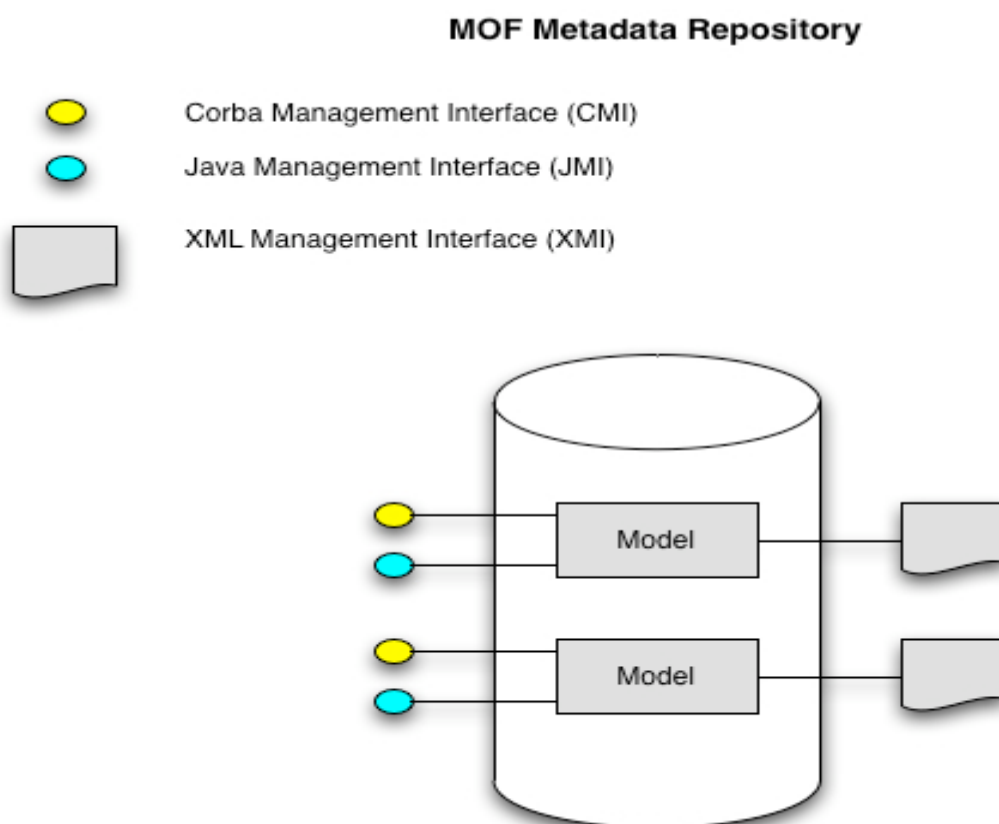 MOF Metadata Repository
Corba Management Interface (CMI)
Java Management Interface (JMI)
XML Management Interface (XMI)
Model
Model